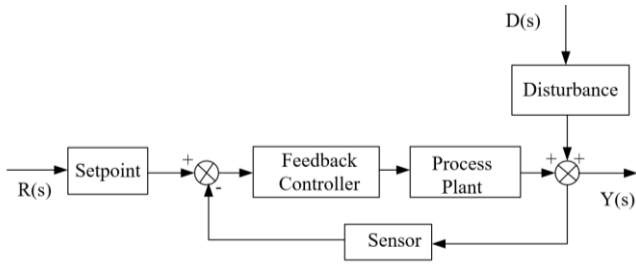 D(s)
Disturbance
R(s)
Setpoint
+
-
Feedback
Controller
Process
Plant
+
+
Y(s)
Sensor